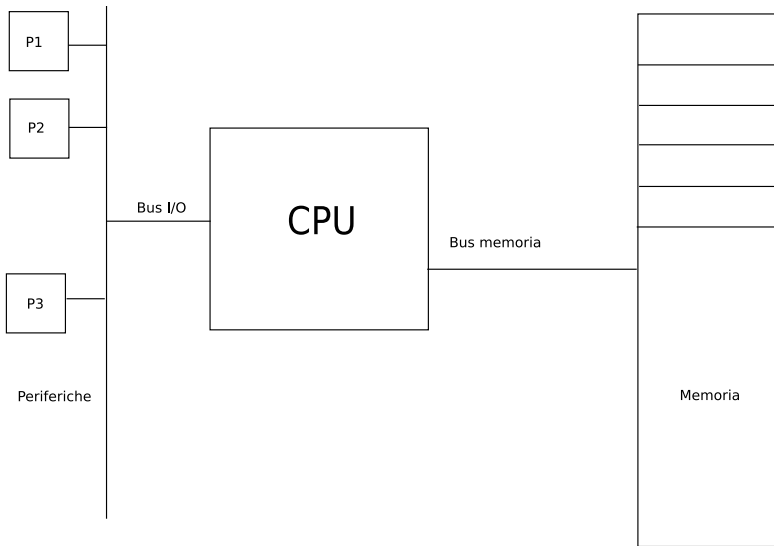 P1
P2
Bus I/O
CPU
Bus memoria
P3
Periferiche
Memoria